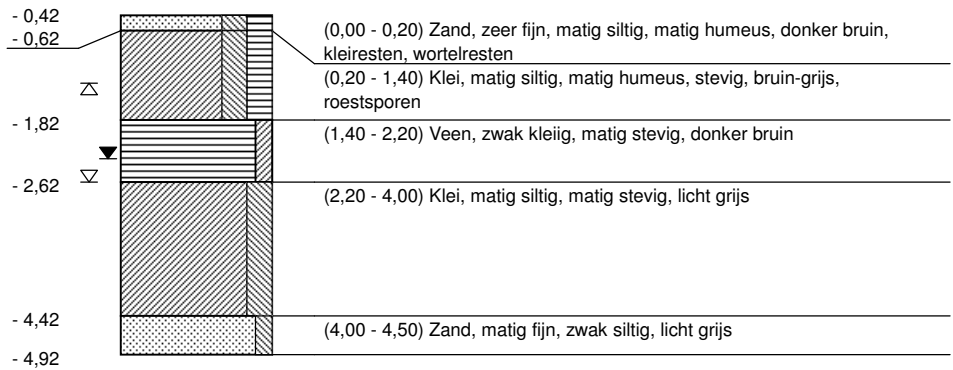 - 0,42
- 0,62
(0,00 - 0,20) Zand, zeer fijn, matig siltig, matig humeus, donker bruin,
kleiresten, wortelresten
(0,20 - 1,40) Klei, matig siltig, matig humeus, stevig, bruin-grijs,
roestsporen
- 1,82
(1,40 - 2,20) Veen, zwak kleiig, matig stevig, donker bruin
- 2,62
(2,20 - 4,00) Klei, matig siltig, matig stevig, licht grijs
- 4,42
(4,00 - 4,50) Zand, matig fijn, zwak siltig, licht grijs
- 4,92